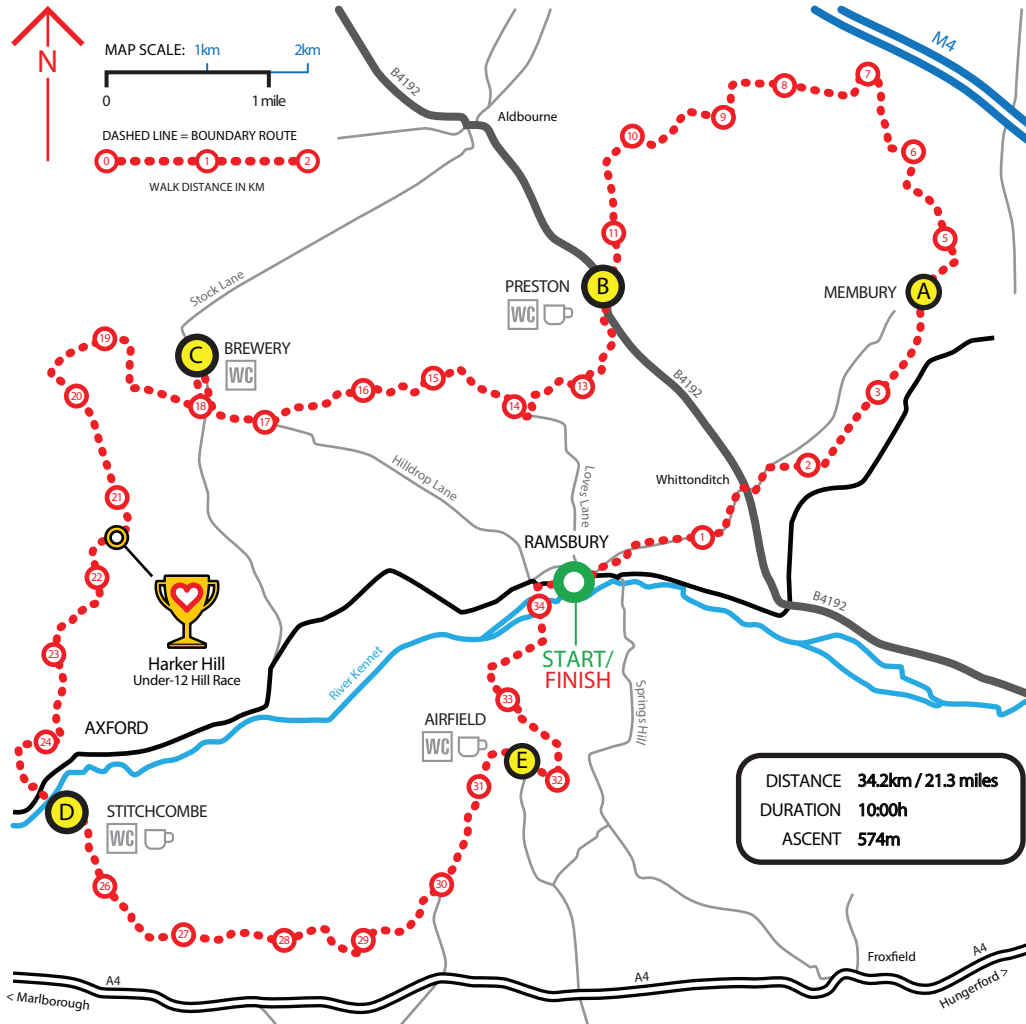 N
MAP SCALE: 1km 2km
0 1 mile
DASHED LINE = BOUNDARY ROUTE
0 1 2
WALK DISTANCE IN KM
B4192
Aldbourne
M4
7
8
9
10
6
5
11
Stock Lane
PRESTON
B
WC
MEMBURY
A
C
BREWERY
WC
19
20
18
17
16
15
14
13
B4192
3
2
Whittonditch
Hilldrop Lane
Loves Lane
21
1
RAMSBURY
22
34
B4192
Harker Hill
Under-12 Hill Race
START/
FINISH
River Kennet
Springs Hill
23
33
24
AXFORD
AIRFIELD
WC
E
32
31
D
STITCHCOMBE
WC
DISTANCE 34.2km / 21.3 miles
DURATION 10:00h
ASCENT 574m
26
30
27
28
29
Froxfield
A4
A4
A4
< Marlborough
Hungerford >